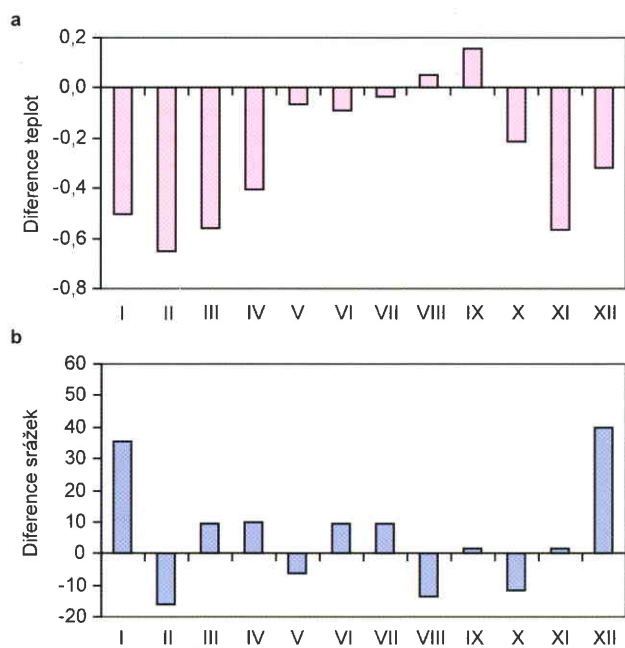 a
Diference teplot
0,2
0,0
-0,2
-0,4
-0,6
-0,8
I II III IV V VI VII VIII IX X XI XII
b
Diference srážek
60
50
40
30
20
10
0
-10
-20
I II III IV V VI VII VIII IX X XI XII